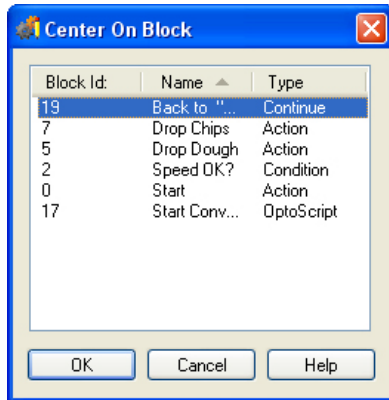 Center On Block
Block Id: Name Type
19 Back to "... Continue
7 Drop Chips Action
5 Drop Dough Action
2 Speed OK? Condition
0 Start Action
17 Start Conv... OptoScript
OK Cancel Help